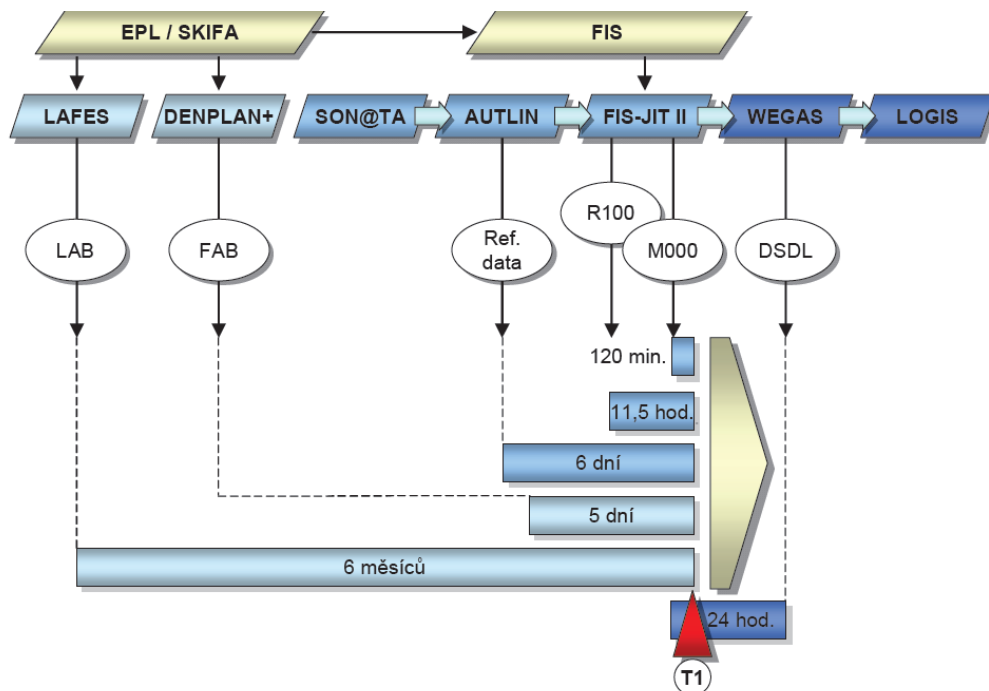 EPL / SKIFA
FIS
LAFES
DENPLAN+
SON@TA
AUTLIN
FIS-JIT II
WEGAS
LOGIS
LAB
FAB
Ref.
data
R100
M000
DSDL
120 min.
11,5 hod.
6 dní
5 dní
6 měsíců
24 hod.
T1